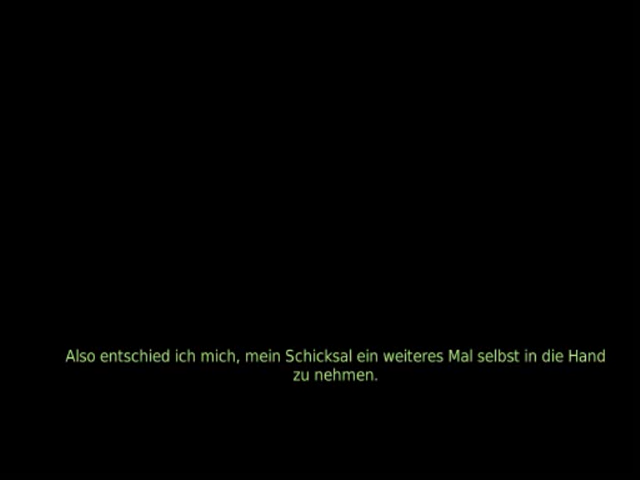 Also entschied ich mich, mein Schicksal ein weiteres Mal selbst in die Hand
zu nehmen.